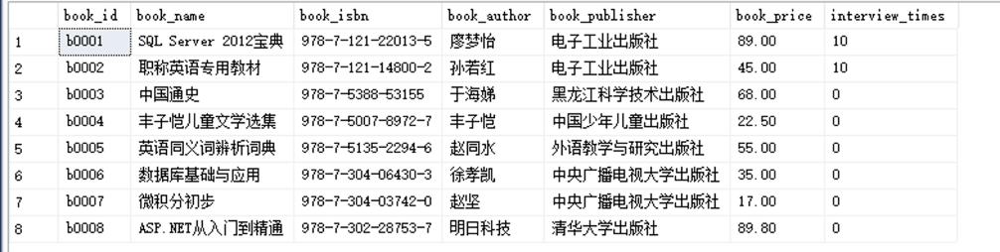 book_id book_name book_isbn book_author book_publisher book_price interview_times
1 b0001 SQL Server 2012宝典 978-7-121-22013-5 廖梦怡 电子工业出版社 89.00 10
2 b0002 职称英语专用教材 978-7-121-14800-2 孙若红 电子工业出版社 45.00 10
3 b0003 中国通史 978-7-5388-53155 于海娣 黑龙江科学技术出版社 68.00 0
4 b0004 丰子恺儿童文学选集 978-7-5007-8972-7 丰子恺 中国少年儿童出版社 22.50 0
5 b0005 英语同义词辨析词典 978-7-5135-2294-6 赵同水 外语教学与研究出版社 55.00 0
6 b0006 数据库基础与应用 978-7-304-06430-3 徐孝凯 中央广播电视大学出版社 35.00 0
7 b0007 微积分初步 978-7-304-03742-0 赵坚 中央广播电视大学出版社 17.00 0
8 b0008 ASP.NET从入门到精通 978-7-302-28753-7 明日科技 清华大学出版社 89.80 0